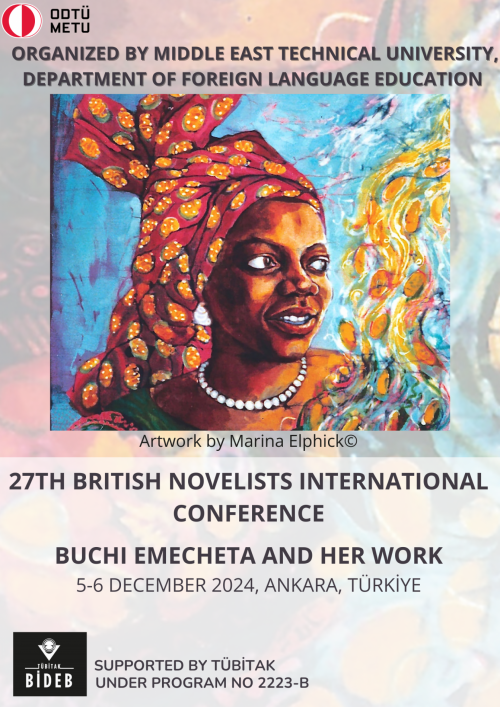 ODTÜ
METU
ORGANIZED BY MIDDLE EAST TECHNICAL UNIVERSITY,
DEPARTMENT OF FOREIGN LANGUAGE EDUCATION
Artwork by Marina Elphick©
27TH BRITISH NOVELISTS INTERNATIONAL
CONFERENCE
BUCHI EMECHETA AND HER WORK
5-6 DECEMBER 2024, ANKARA, TÜRKİYE
TÜBİTAK
BİDEB
SUPPORTED BY TÜBİTAK
UNDER PROGRAM NO 2223-B